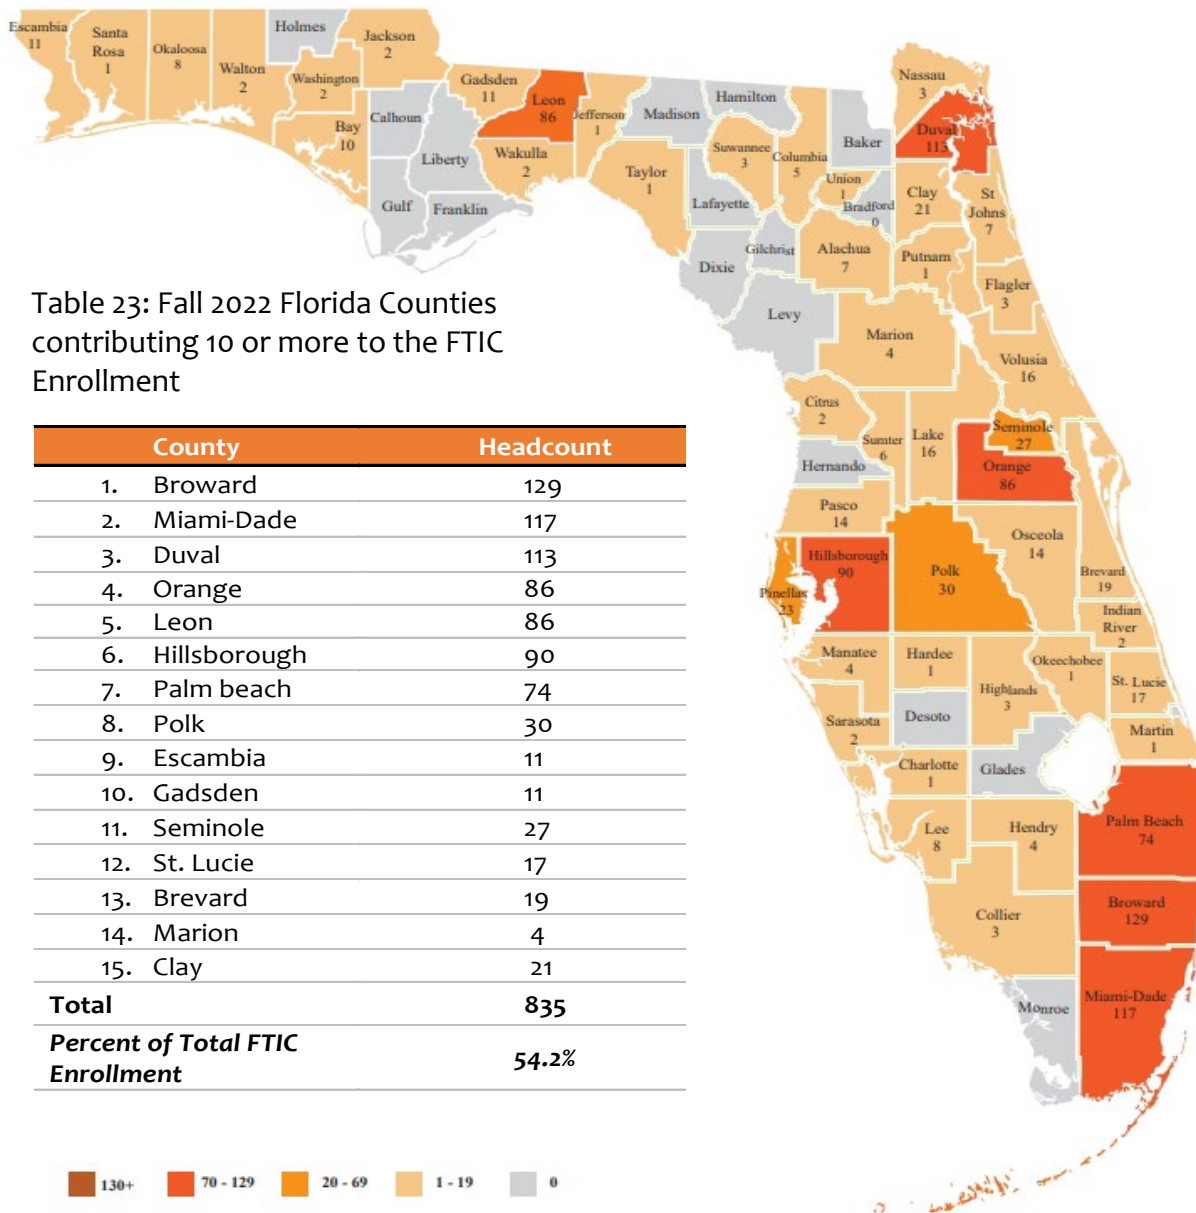 Escambia
11
Santa
Rosa
1
Okaloosa
8
Walton
2
Holmes
Washington
2
Jackson
2
Bay
10
Calhoun
Gulf
Liberty
Franklin
Gadsden
11
Leon
86
Wakulla
2
Jefferson
1
Madison
Taylor
1
Hamilton
Suwannee
3
Lafayette
Dixie
Columbia
5
Gilchrist
Levy
Baker
Union
1
Bradford
0
Alachua
7
Nassau
3
Duval
113
Clay
21
St
Johns
7
Putnam
1
Flagler
3
Marion
4
Volusia
16
Citrus
2
Sumter
6
Lake
16
Seminole
27
Orange
86
Hernando
Pasco
14
Hillsborough
90
Pinellas
23
Polk
30
Osceola
14
Brevard
19
Indian
River
2
Manatee
4
Hardee
1
Highlands
3
Okeechobee
1
St. Lucie
17
Sarasota
2
Desoto
Martin
1
Charlotte
1
Glades
Lee
8
Hendry
4
Palm Beach
74
Broward
129
Collier
3
Monroe
Miami-Dade
117
Table 23: Fall 2022 Florida Counties
contributing 10 or more to the FTIC
Enrollment
County Headcount
1. Broward 129
2. Miami-Dade 117
3. Duval 113
4. Orange 86
5. Leon 86
6. Hillsborough 90
7. Palm beach 74
8. Polk 30
9. Escambia 11
10. Gadsden 11
11. Seminole 27
12. St. Lucie 17
13. Brevard 19
14. Marion 4
15. Clay 21
Total 835
Percent of Total FTIC
Enrollment 54.2%
130+ 70 - 129 20 - 69 1 - 19 0